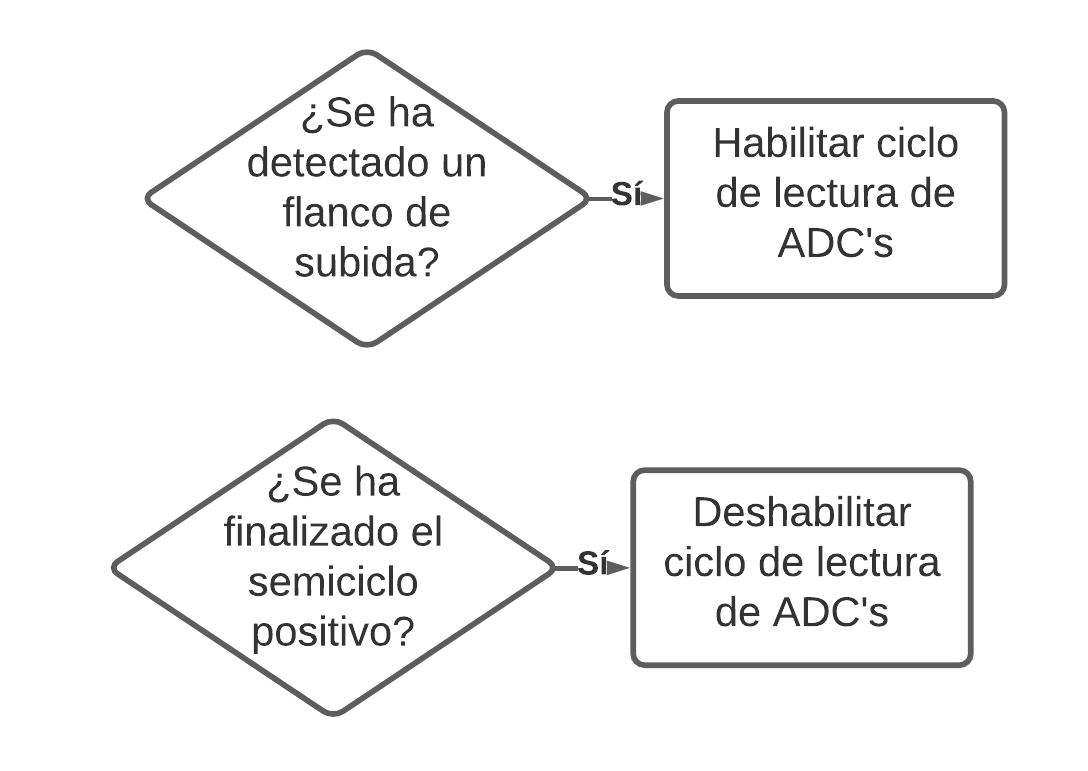 ¿Se ha
detectado un
flanco de
subida?
Sí
Habilitar ciclo
de lectura de
ADC's
¿Se ha
finalizado el
semiciclo
positivo?
Sí
Deshabilitar
ciclo de lectura
de ADC's